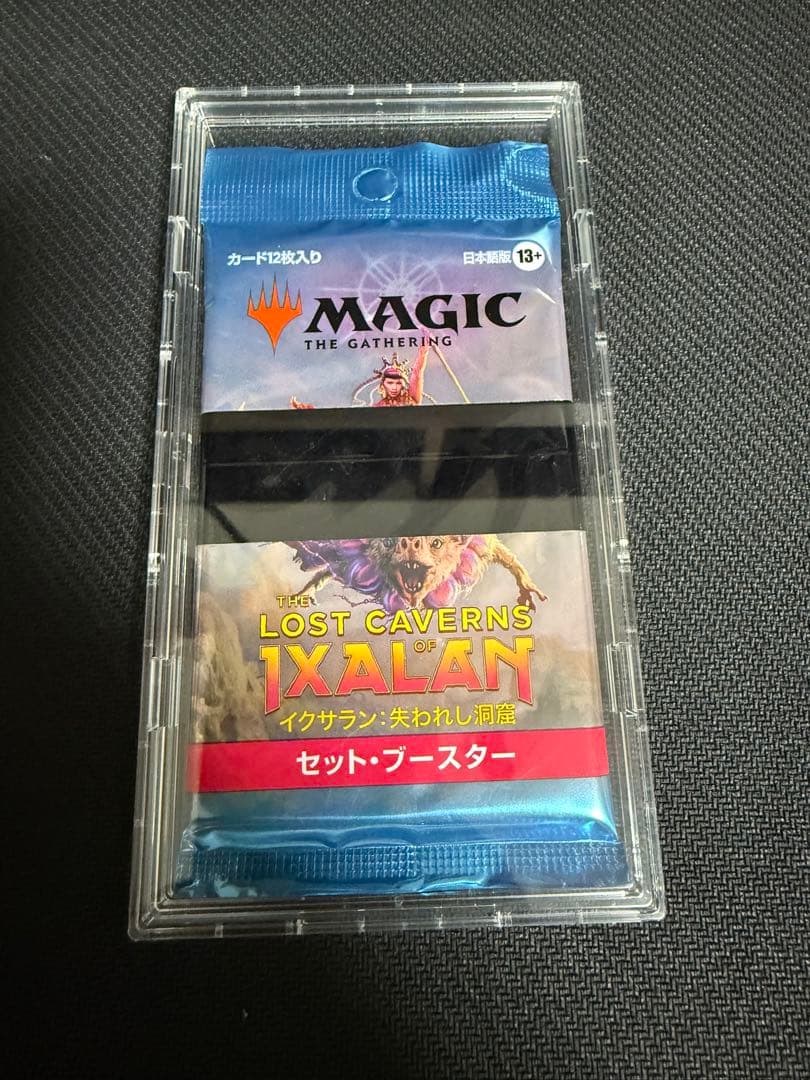 カード12枚入り
日本語版 13+
MAGIC
THE GATHERING
THE
LOST CAVERNS
OF
IXALAN
イクサラン:失われし洞窟
セット・ブースター